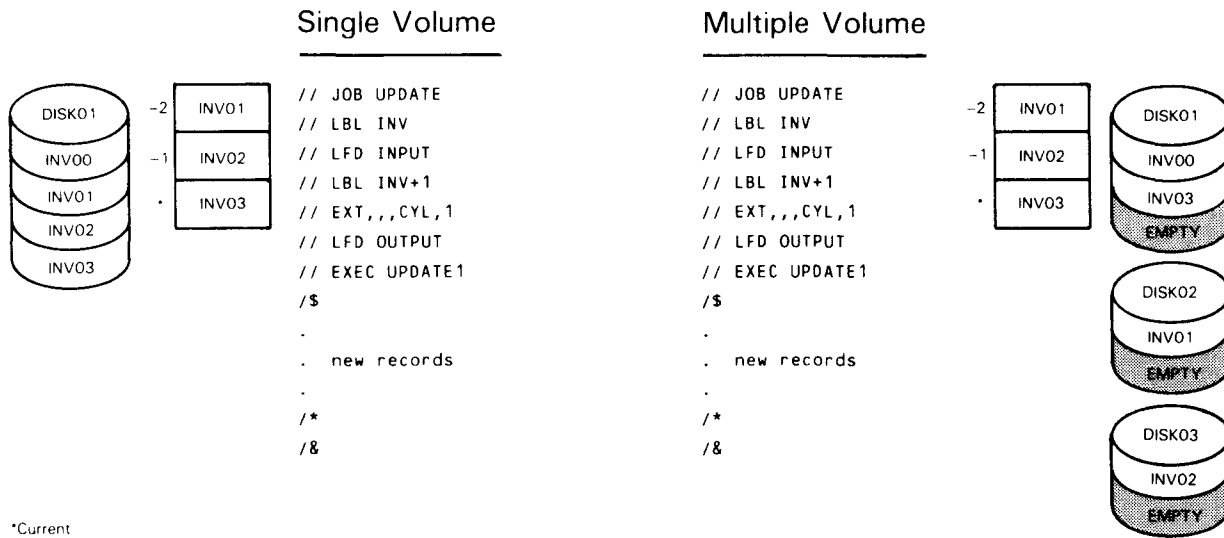 Single Volume
DISK01
INV00
INV01
INV02
INV03
-2 INV01
-1 INV02
* INV03
// JOB UPDATE
// LBL INV
// LFD INPUT
// LBL INV+1
// EXT,,,CYL,1
// LFD OUTPUT
// EXEC UPDATE1
/$
.
. new records
.
/*
/&
Multiple Volume
// JOB UPDATE
// LBL INV
// LFD INPUT
// LBL INV+1
// EXT,,,CYL,1
// LFD OUTPUT
// EXEC UPDATE1
/$
.
. new records
.
/*
/&
-2 INV01
-1 INV02
* INV03
DISK01
INV00
INV03
EMPTY
DISK02
INV01
EMPTY
DISK03
INV02
EMPTY
*Current